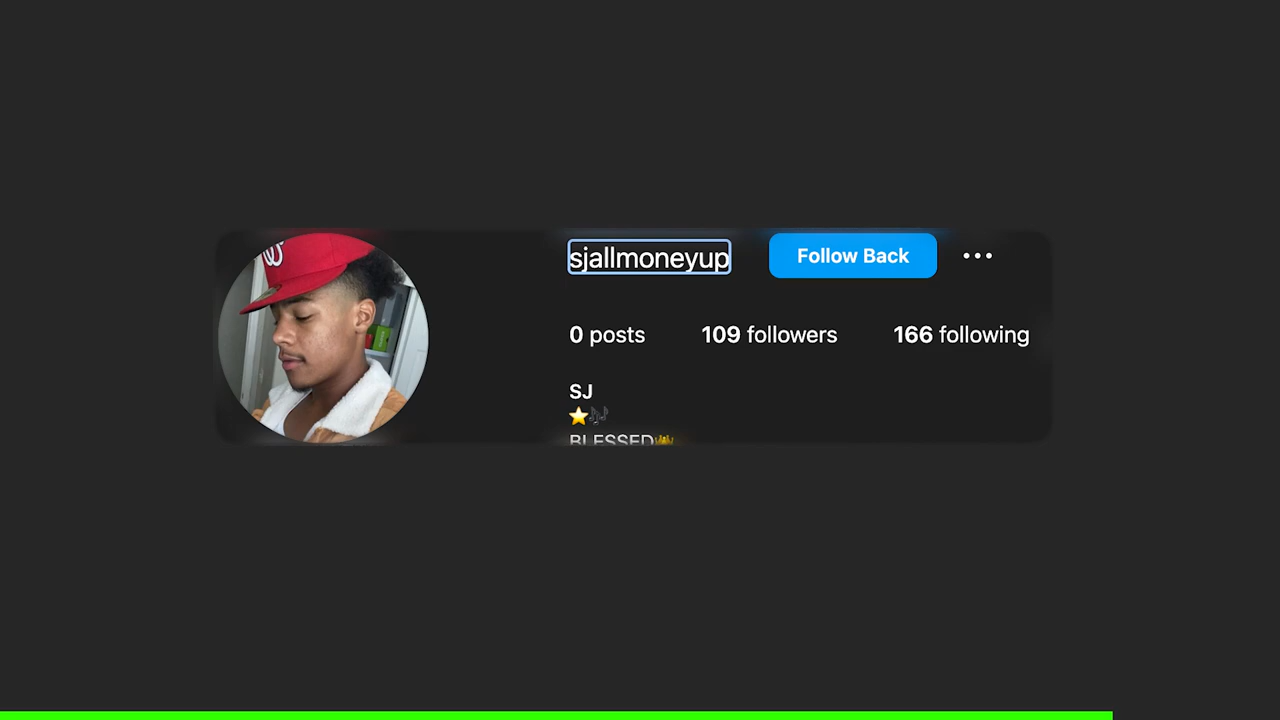 W
sjallmoneyup
Follow Back
0 posts
109 followers
166 following
SJ
⭐🎶
BLESSED👑